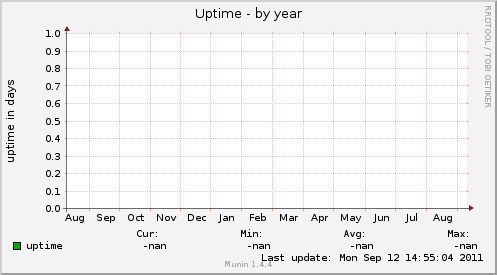 Uptime - by year
RRDTOOL / TOBI OETIKER
uptime in days
1.0
0.9
0.8
0.7
0.6
0.5
0.4
0.3
0.2
0.1
0.0
Aug Sep Oct Nov Dec Jan Feb Mar Apr May Jun Jul Aug
Cur: Min: Avg: Max:
uptime -nan -nan -nan -nan
Last update: Mon Sep 12 14:55:04 2011
Munin 1.4.4